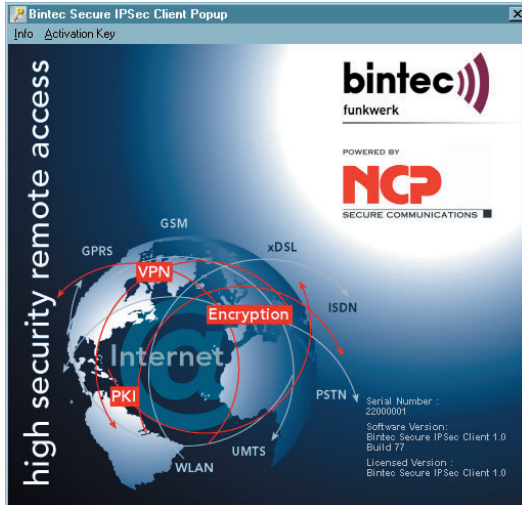 Bintec Secure IPSec Client Popup
Info Activation Key
high security remote access
bintec
funkwerk
POWERED BY
NCP
SECURE COMMUNICATIONS
GSM
GPRS
xDSL
VPN
ISDN
Encryption
Internet
@
PKI
PSTN
UMTS
WLAN
Serial Number :
22000001
Software Version:
Bintec Secure IPSec Client 1.0
Build 77
Licensed Version :
Bintec Secure IPSec Client 1.0